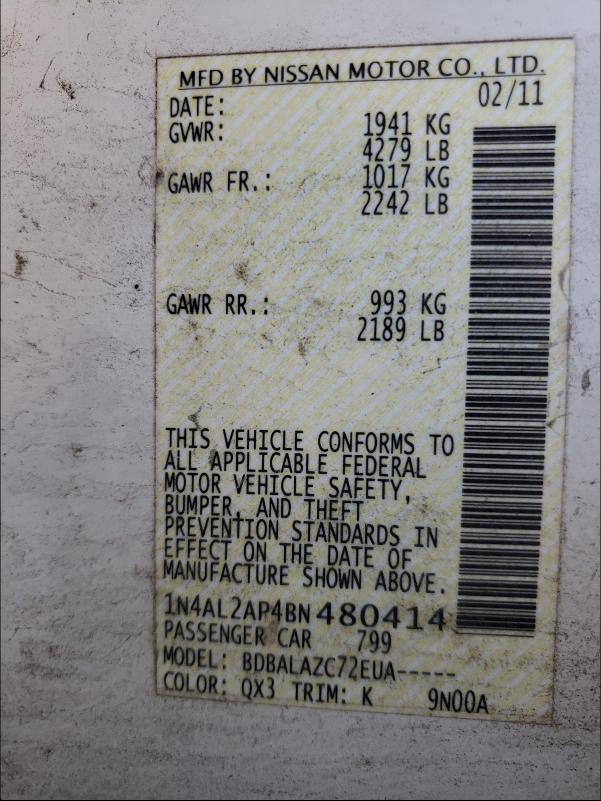 MFD BY NISSAN MOTOR CO., LTD.
DATE: 02/11
GVWR: 1941 KG
4279 LB
GAWR FR.: 1017 KG
2242 LB
GAWR RR.: 993 KG
2189 LB
THIS VEHICLE CONFORMS TO
ALL APPLICABLE FEDERAL
MOTOR VEHICLE SAFETY,
BUMPER, AND THEFT
PREVENTION STANDARDS IN
EFFECT ON THE DATE OF
MANUFACTURE SHOWN ABOVE.
1N4AL2AP4BN480414
PASSENGER CAR 799
MODEL: BDBALAZC72EUA-----
COLOR: QX3 TRIM: K 9N00A